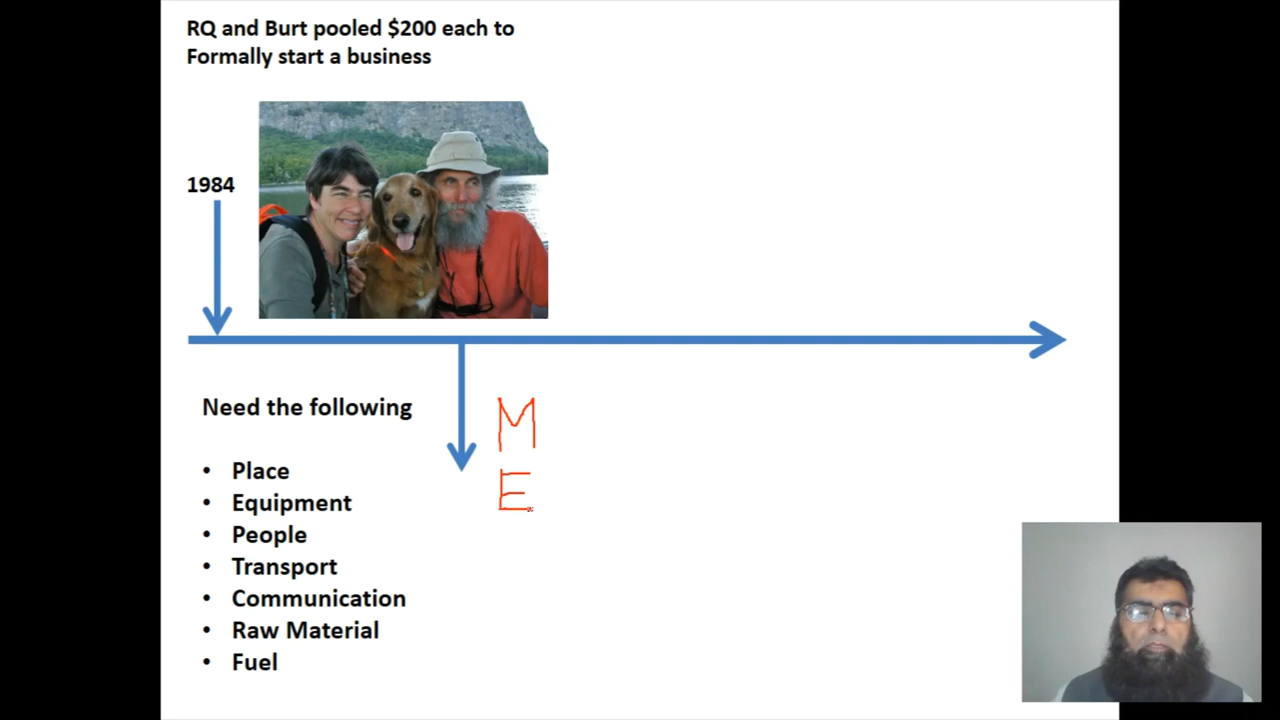 RQ and Burt pooled $200 each to
Formally start a business
1984
Need the following
• Place
• Equipment
• People
• Transport
• Communication
• Raw Material
• Fuel
M
E